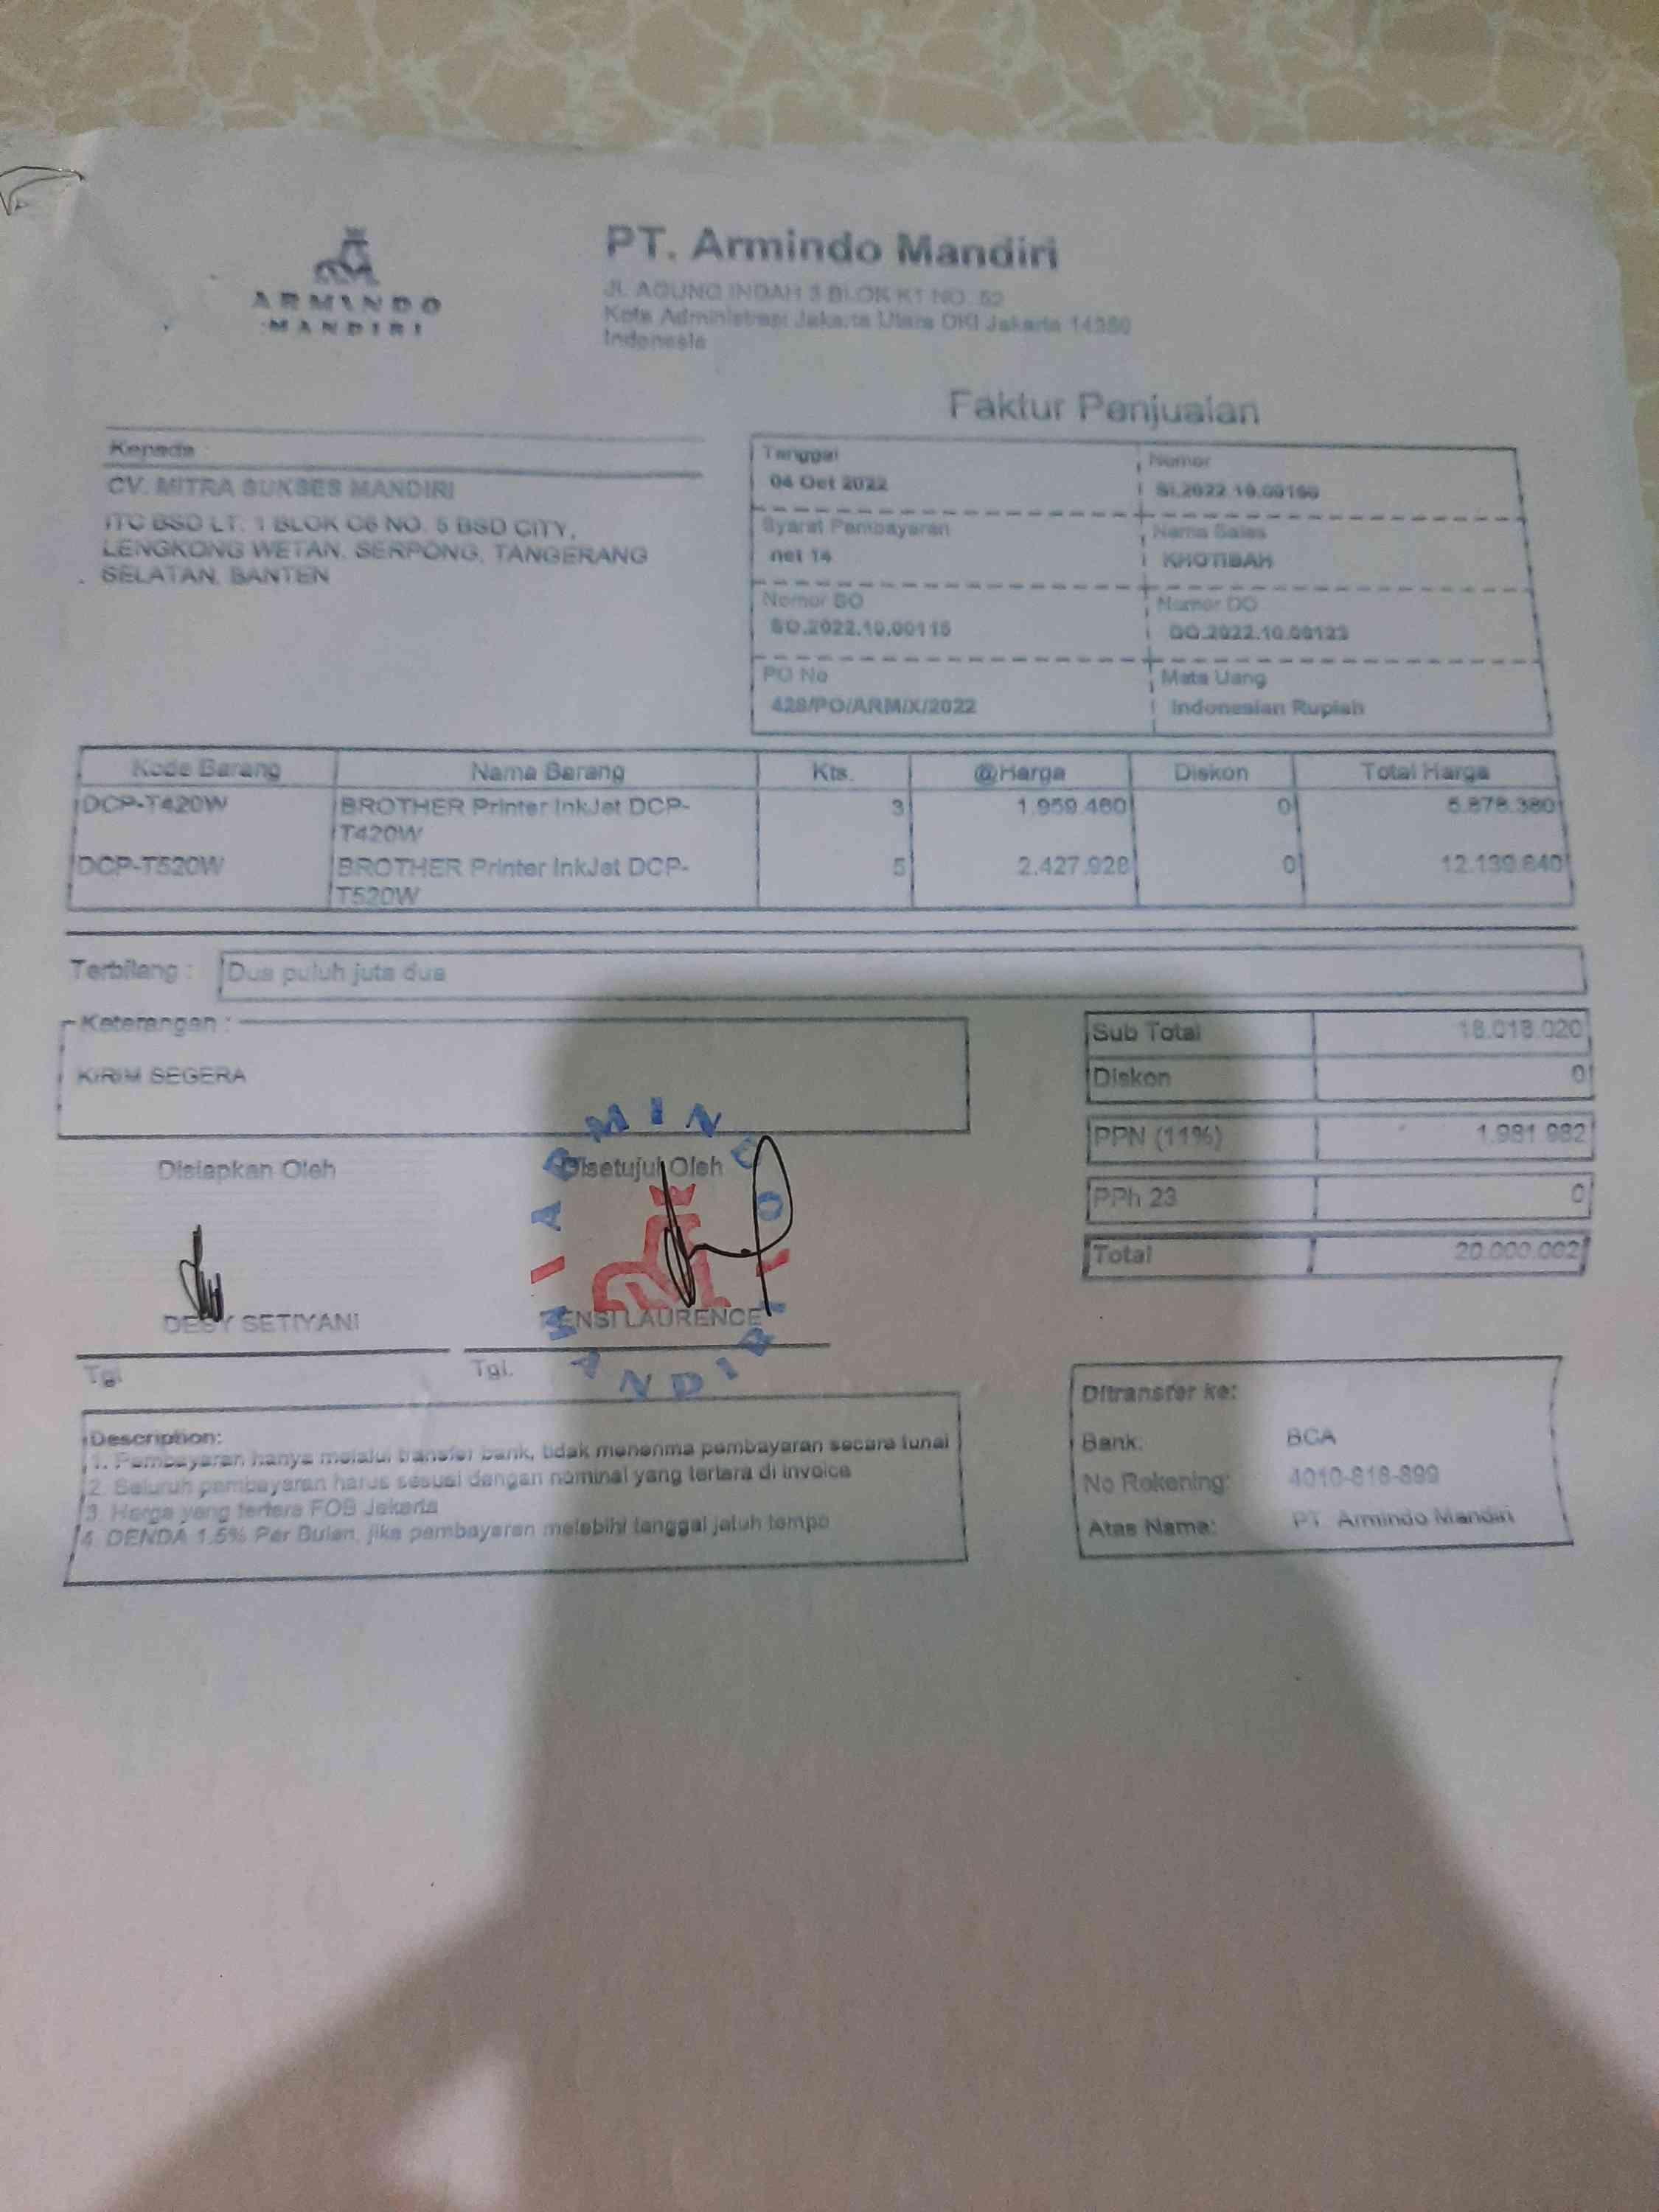 ARMINDO
MANDIRI
PT. Armindo Mandiri
JL AGUNG INDAH 3 BLOK K1 NO. 52
Kota Administrasi Jakarta Utara DKI Jakarta 14350
Indonesia
Faktur Penjualan
Kepada :
CV. MITRA SUKSES MANDIRI
ITC BSD LT. 1 BLOK C6 NO. 5 BSD CITY,
LENGKONG WETAN, SERPONG, TANGERANG
SELATAN, BANTEN
Tanggal
04 Oct 2022
Nomor
Syarat Pembayaran
net 14
Nama Sales
KHOTIBAH
Nomor SO
SO.2022.10.00115
Nomor DO
DO.2022.10.00123
PO No
428/PO/ARM/X/2022
Mata Uang
Indonesian Rupiah
Kode Barang Nama Barang Kts. @Harga Diskon Total Harga
DCP-T420W BROTHER Printer InkJet DCP- 3 1.959.460 0 5.878.380
T420W
DCP-T520W BROTHER Printer InkJet DCP- 5 2.427.928 0 12.139.640
T520W
Terbilang : Dua puluh juta dua
Keterangan :
KIRIM SEGERA
Sub Total 18.018.020
Diskon 0
PPN (11%) 1.981.982
PPh 23 0
Total 20.000.002
Disiapkan Oleh
DESY SETIYANI
Tgl.
Disetujui Oleh
ARMINDO
MANDIRI
LAURENCE
Tgl.
Description:
1. Pembayaran hanya melalui transfer bank, tidak menerima pembayaran secara tunai
2. Seluruh pembayaran harus sesuai dengan nominal yang tertera di invoice
3. Harga yang tertera FOB Jakarta
4. DENDA 1.5% Per Bulan, jika pembayaran melebihi tanggal jatuh tempo
Ditransfer ke:
Bank: BCA
No Rekening: 4010-818-899
Atas Name: PT. Armindo Mandiri